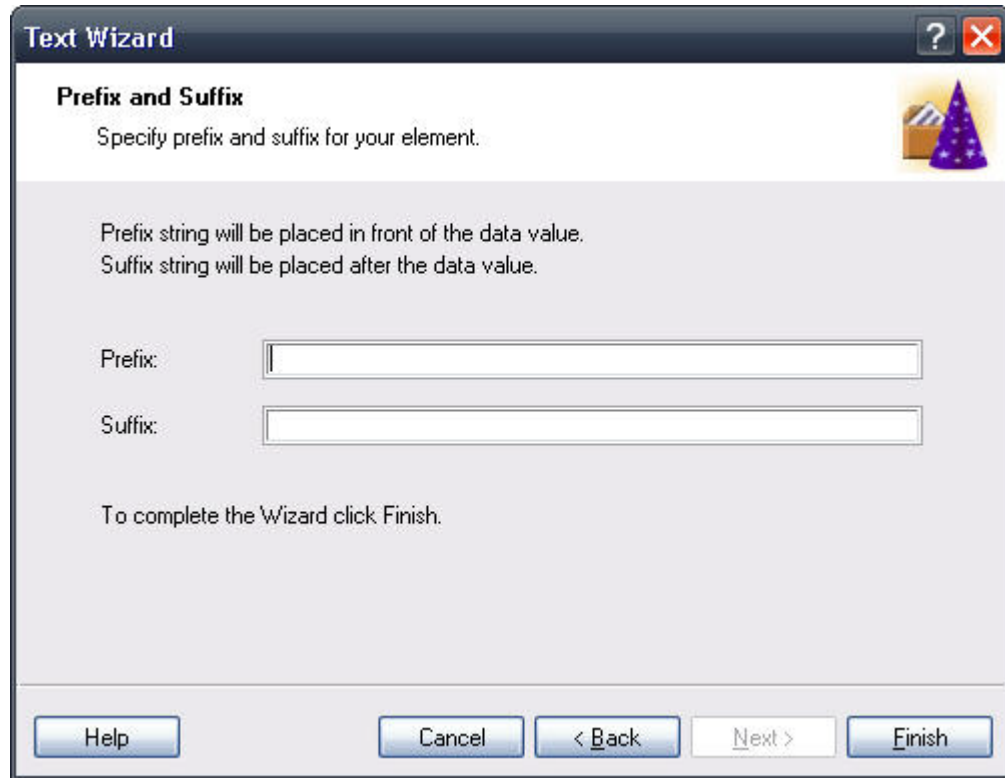 Text Wizard
Prefix and Suffix
Specify prefix and suffix for your element.
Prefix string will be placed in front of the data value.
Suffix string will be placed after the data value.
Prefix:
Suffix:
To complete the Wizard click Finish.
Help Cancel < Back Next > Finish